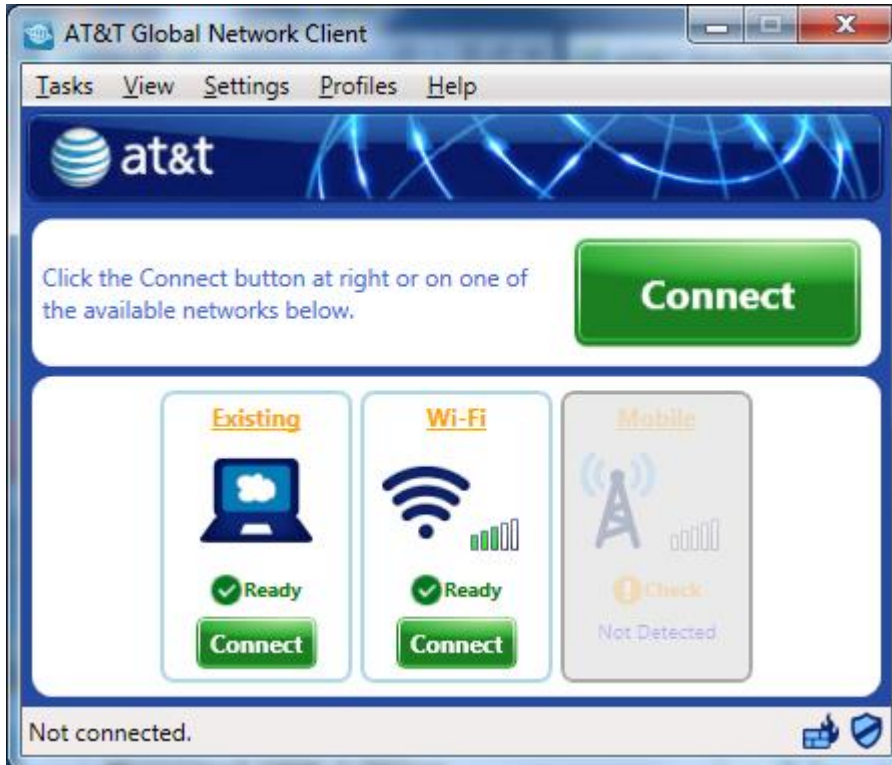 AT&T Global Network Client
Tasks View Settings Profiles Help
at&t
Click the Connect button at right or on one of
the available networks below.
Connect
Existing
Ready
Connect
Wi-Fi
Ready
Connect
Mobile
Check
Not Detected
Not connected.